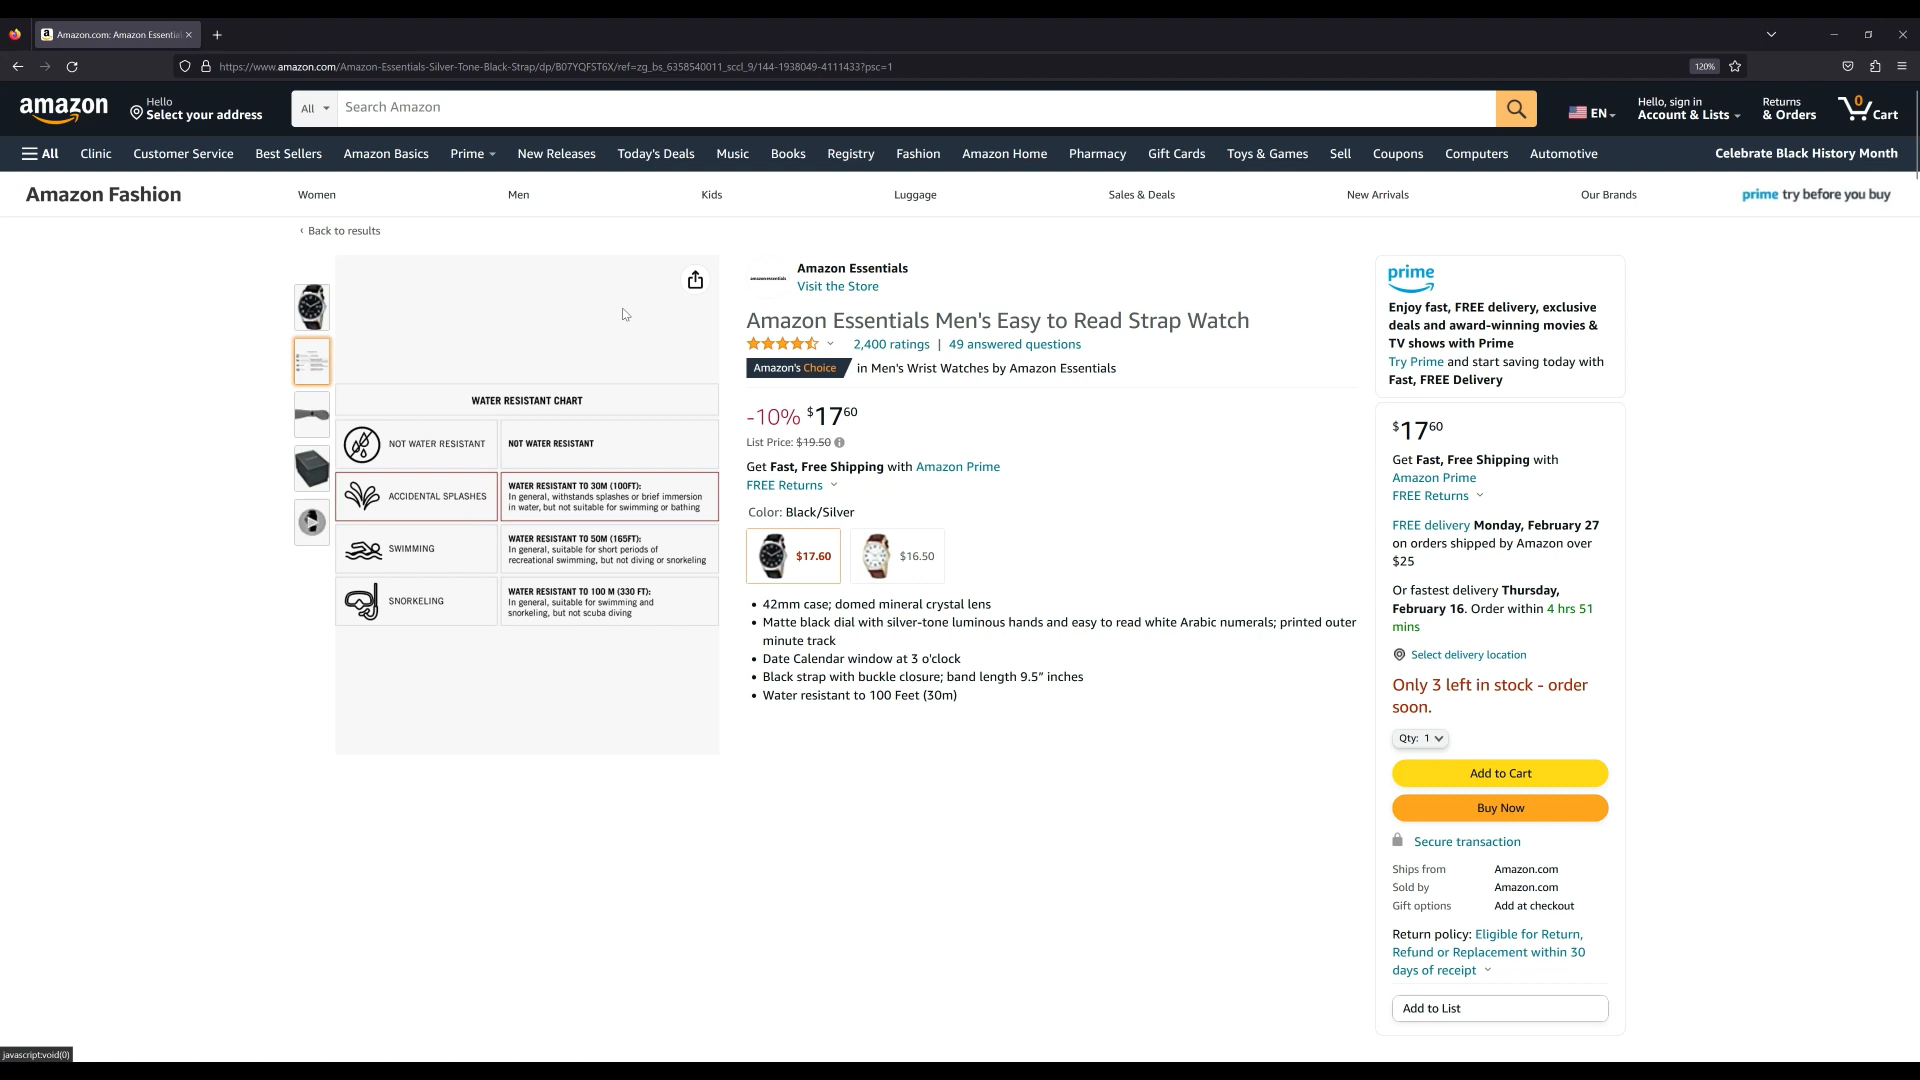 Amazon.com: Amazon Essentia
https://www.amazon.com/Amazon-Essentials-Silver-Tone-Black-Strap/dp/B07YQFST6X/ref=zg_bs_6358540011_sccl_9/144-1938049-4111433?psc=1
120%
amazon
Hello
Select your address
All
Search Amazon
EN
Hello, sign in
Account & Lists
Returns
& Orders
0
Cart
All
Clinic
Customer Service
Best Sellers
Amazon Basics
Prime
New Releases
Today's Deals
Music
Books
Registry
Fashion
Amazon Home
Pharmacy
Gift Cards
Toys & Games
Sell
Coupons
Computers
Automotive
Celebrate Black History Month
Amazon Fashion
Women
Men
Kids
Luggage
Sales & Deals
New Arrivals
Our Brands
prime try before you buy
‹ Back to results
WATER RESISTANT CHART
NOT WATER RESISTANT
NOT WATER RESISTANT
ACCIDENTAL SPLASHES
WATER RESISTANT TO 30M (100FT):
In general, withstands splashes or brief immersion
in water, but not suitable for swimming or bathing
SWIMMING
WATER RESISTANT TO 50M (165FT):
In general, suitable for short periods of
recreational swimming, but not diving or snorkeling
SNORKELING
WATER RESISTANT TO 100 M (330 FT):
In general, suitable for swimming and
snorkeling, but not scuba diving
amazon essentials
Amazon Essentials
Visit the Store
Amazon Essentials Men's Easy to Read Strap Watch
2,400 ratings | 49 answered questions
Amazon's Choice in Men's Wrist Watches by Amazon Essentials
-10% $1760
List Price: $19.50
Get Fast, Free Shipping with Amazon Prime
FREE Returns
Color: Black/Silver
$17.60
$16.50
• 42mm case; domed mineral crystal lens
• Matte black dial with silver-tone luminous hands and easy to read white Arabic numerals; printed outer
minute track
• Date Calendar window at 3 o'clock
• Black strap with buckle closure; band length 9.5” inches
• Water resistant to 100 Feet (30m)
prime
Enjoy fast, FREE delivery, exclusive
deals and award-winning movies &
TV shows with Prime
Try Prime and start saving today with
Fast, FREE Delivery
$1760
Get Fast, Free Shipping with
Amazon Prime
FREE Returns
FREE delivery Monday, February 27
on orders shipped by Amazon over
$25
Or fastest delivery Thursday,
February 16. Order within 4 hrs 51
mins
Select delivery location
Only 3 left in stock - order
soon.
Qty: 1
Add to Cart
Buy Now
Secure transaction
Ships from Amazon.com
Sold by Amazon.com
Gift options Add at checkout
Return policy: Eligible for Return,
Refund or Replacement within 30
days of receipt
Add to List
javascript:void(0)